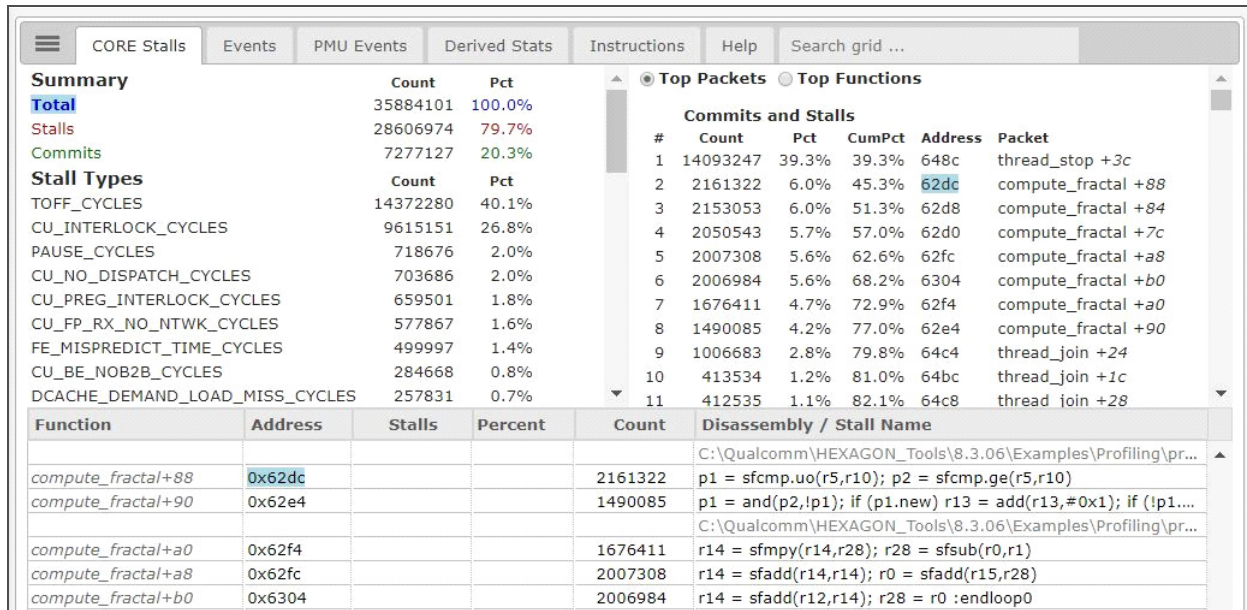 CORE Stalls Events PMU Events Derived Stats Instructions Help Search grid ...
Summary Count Pct
Total 35884101 100.0%
Stalls 28606974 79.7%
Commits 7277127 20.3%
Stall Types Count Pct
TOFF_CYCLES 14372280 40.1%
CU_INTERLOCK_CYCLES 9615151 26.8%
PAUSE_CYCLES 718676 2.0%
CU_NO_DISPATCH_CYCLES 703686 2.0%
CU_PREG_INTERLOCK_CYCLES 659501 1.8%
CU_FP_RX_NO_NTWK_CYCLES 577867 1.6%
FE_MISPREDICT_TIME_CYCLES 499997 1.4%
CU_BE_NOB2B_CYCLES 284668 0.8%
DCACHE_DEMAND_LOAD_MISS_CYCLES 257831 0.7%
Top Packets Top Functions
Commits and Stalls
# Count Pct CumPct Address Packet
1 14093247 39.3% 39.3% 648c thread_stop +3c
2 2161322 6.0% 45.3% 62dc compute_fractal +88
3 2153053 6.0% 51.3% 62d8 compute_fractal +84
4 2050543 5.7% 57.0% 62d0 compute_fractal +7c
5 2007308 5.6% 62.6% 62fc compute_fractal +a8
6 2006984 5.6% 68.2% 6304 compute_fractal +b0
7 1676411 4.7% 72.9% 62f4 compute_fractal +a0
8 1490085 4.2% 77.0% 62e4 compute_fractal +90
9 1006683 2.8% 79.8% 64c4 thread_join +24
10 413534 1.2% 81.0% 64bc thread_join +1c
11 412535 1.1% 82.1% 64c8 thread_join +28
Function Address Stalls Percent Count Disassembly / Stall Name
C:\Qualcomm\HEXAGON_Tools\8.3.06\Examples\Profiling\pr...
compute_fractal+88 0x62dc 2161322 p1 = sfcmp.uo(r5,r10); p2 = sfcmp.ge(r5,r10)
compute_fractal+90 0x62e4 1490085 p1 = and(p2,!p1); if (p1.new) r13 = add(r13,#0x1); if (!p1....
C:\Qualcomm\HEXAGON_Tools\8.3.06\Examples\Profiling\pr...
compute_fractal+a0 0x62f4 1676411 r14 = sfmpy(r14,r28); r28 = sfsub(r0,r1)
compute_fractal+a8 0x62fc 2007308 r14 = sfadd(r14,r14); r0 = sfadd(r15,r28)
compute_fractal+b0 0x6304 2006984 r14 = sfadd(r12,r14); r28 = r0 :endloop0